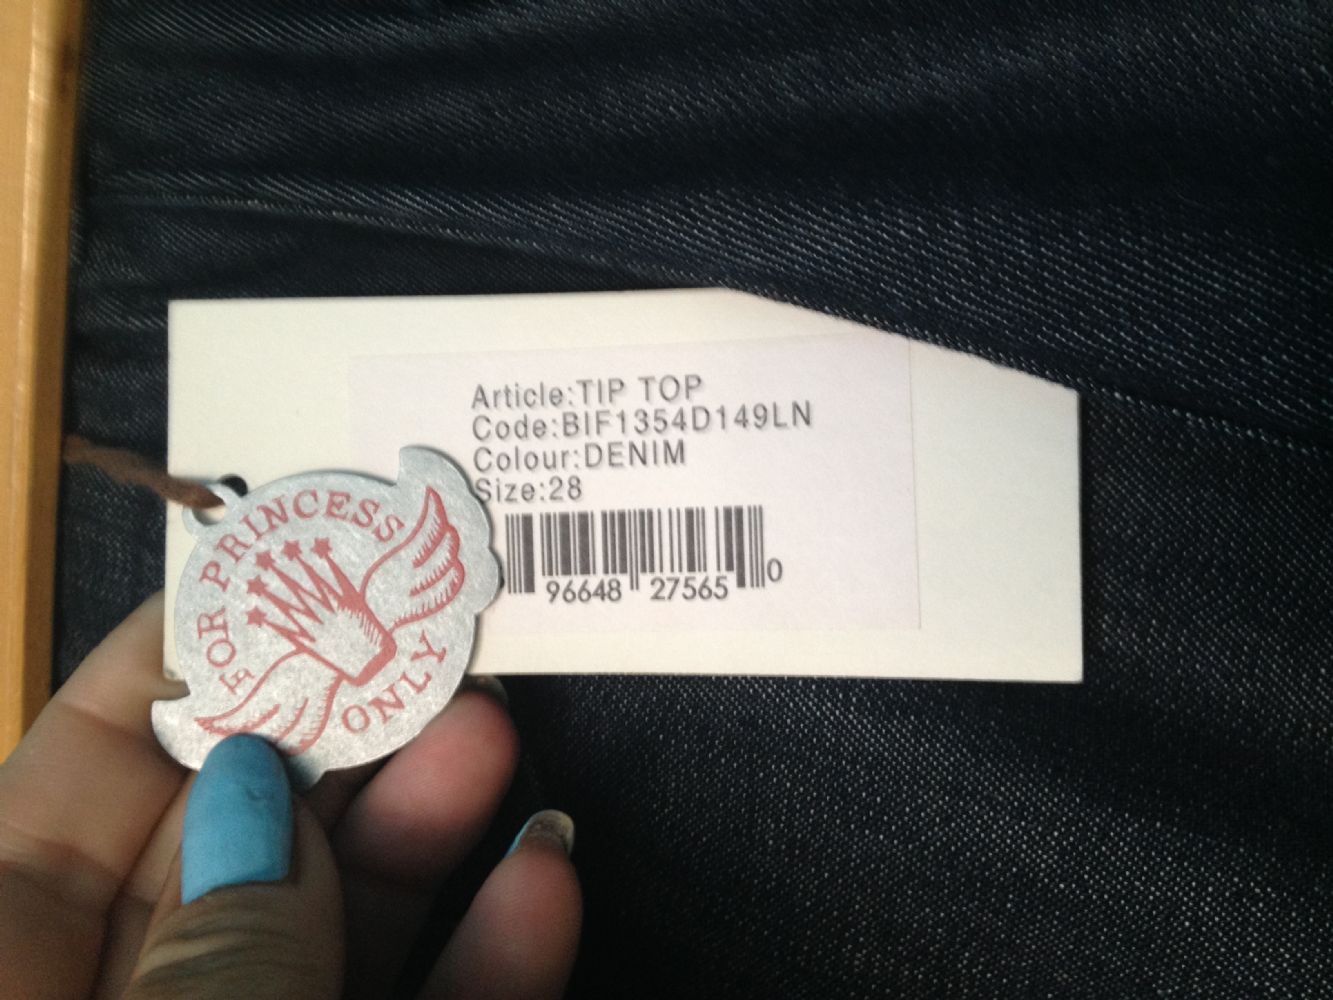 Article:TIP TOP
Code:BIF1354D149LN
Colour:DENIM
Size:28
96648 27565 0
FOR PRINCESS
ONLY